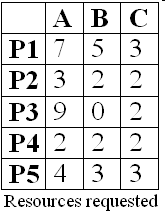 A B C
P1 7 5 3
P2 3 2 2
P3 9 0 2
P4 2 2 2
P5 4 3 3
Resources requested